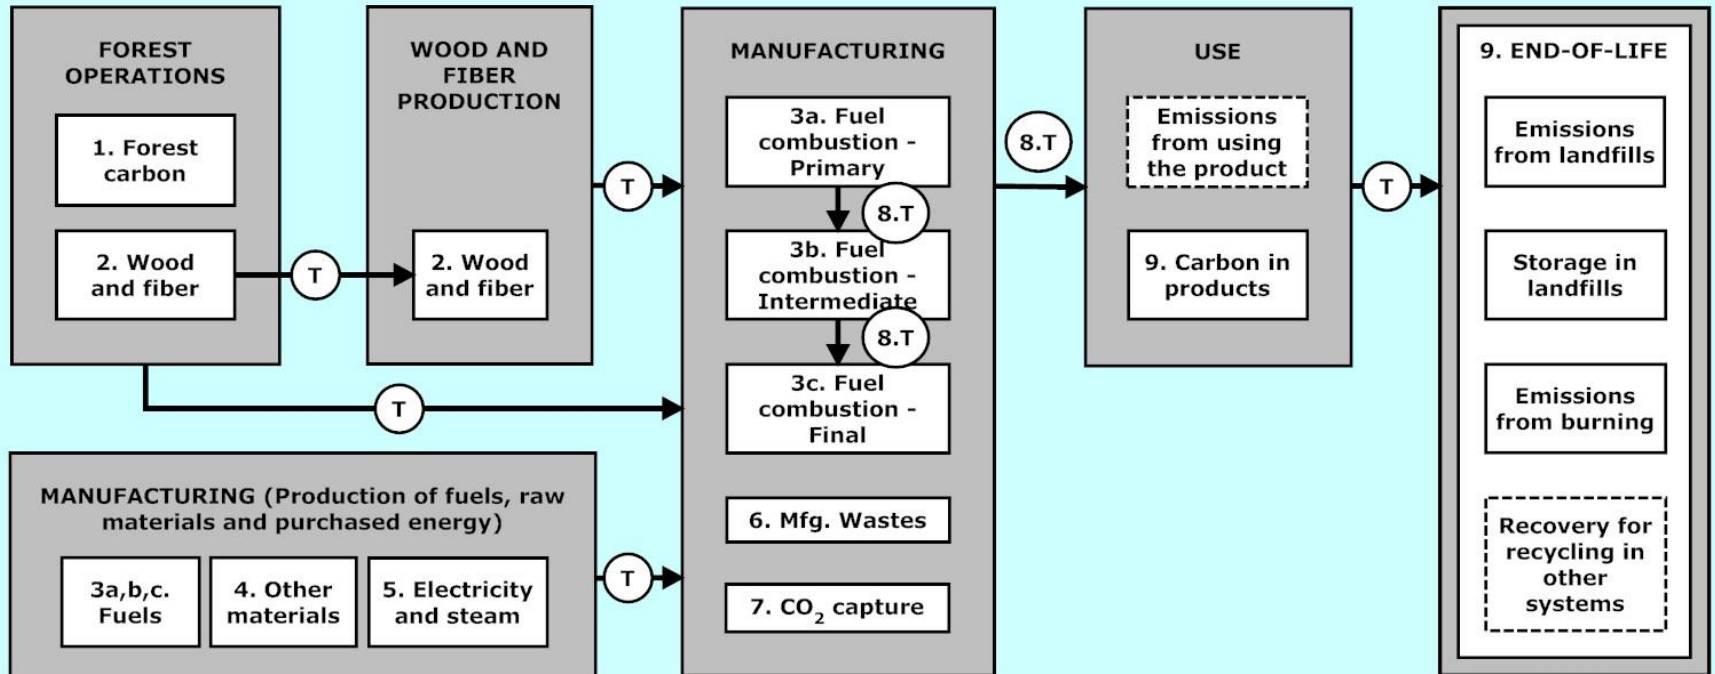 FOREST
OPERATIONS
1. Forest
carbon
2. Wood
and fiber
T
WOOD AND
FIBER
PRODUCTION
2. Wood
and fiber
T
T
MANUFACTURING (Production of fuels, raw
materials and purchased energy)
3a,b,c.
Fuels
4. Other
materials
5. Electricity
and steam
T
MANUFACTURING
3a. Fuel
combustion -
Primary
8.T
3b. Fuel
combustion -
Intermediate
8.T
3c. Fuel
combustion -
Final
6. Mfg. Wastes
7. CO2 capture
8.T
USE
Emissions
from using
the product
9. Carbon in
products
T
9. END-OF-LIFE
Emissions
from landfills
Storage in
landfills
Emissions
from burning
Recovery for
recycling in
other
systems